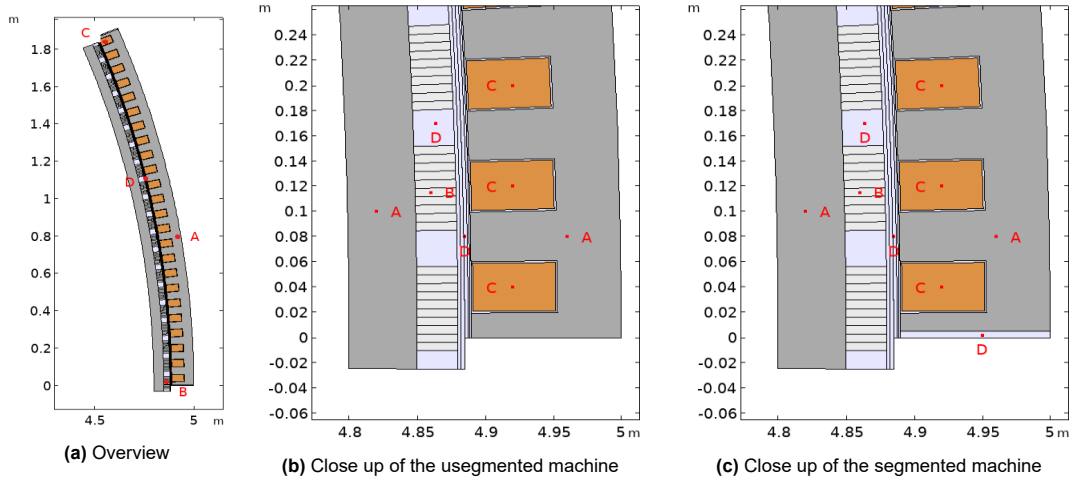 m
C
1.8
1.6
1.4
1.2
D
1
0.8 A
0.6
0.4
0.2
0
B
4.5 5 m
(a) Overview
m
0.24
0.22
0.2 C
0.18
0.16
D
0.14
0.12 C
B
0.1 A
0.08 A
D
0.06
0.04 C
0.02
0
-0.02
-0.04
-0.06
4.8 4.85 4.9 4.95 5 m
(b) Close up of the usegmented machine
m
0.24
0.22
0.2 C
0.18
0.16
D
0.14
0.12 C
B
0.1 A
0.08 A
D
0.06
0.04 C
0.02
0
D
-0.02
-0.04
-0.06
4.8 4.85 4.9 4.95 5 m
(c) Close up of the segmented machine